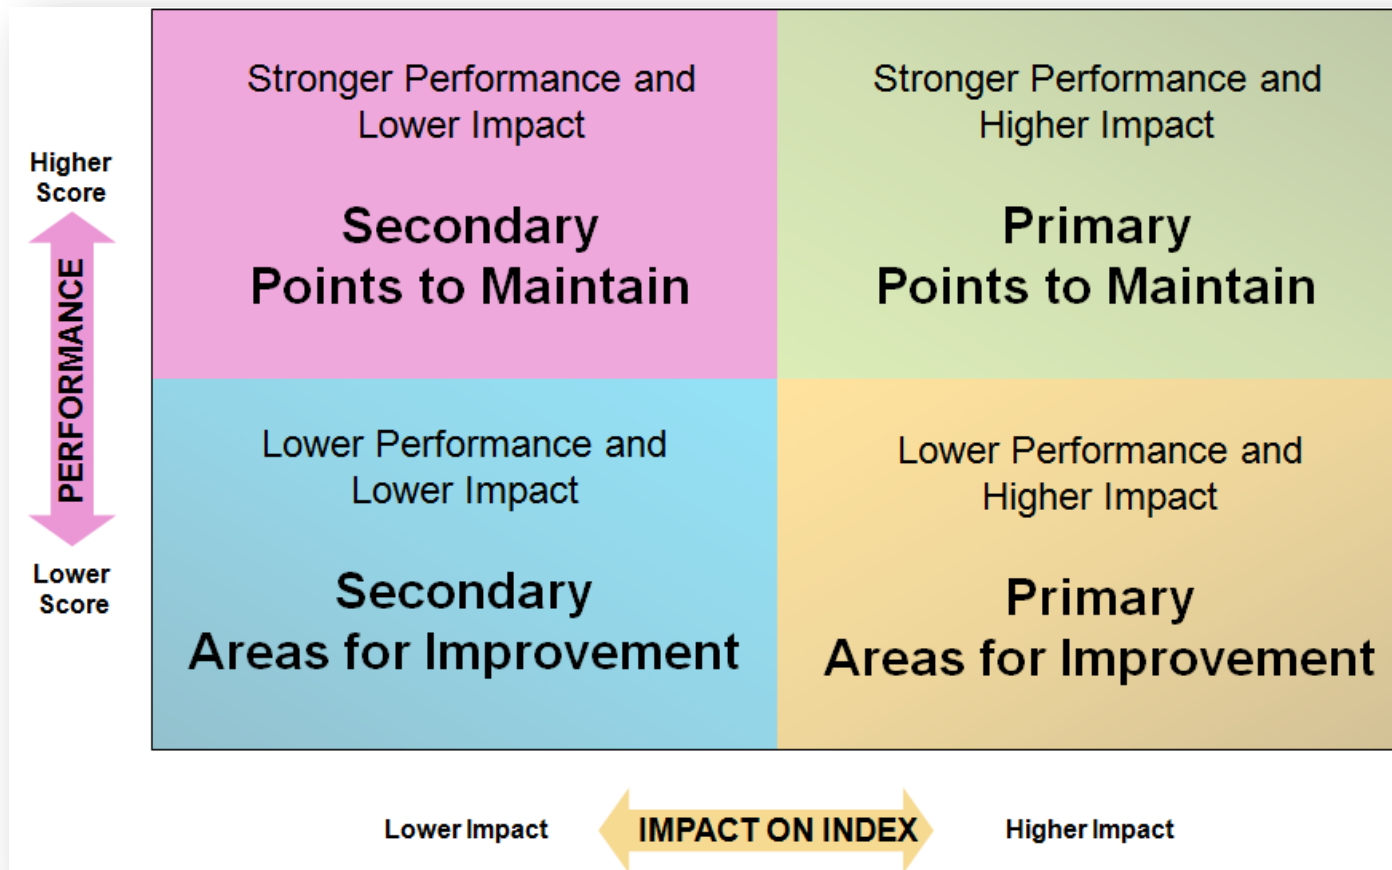 Stronger Performance and
Lower Impact
Secondary
Points to Maintain
Stronger Performance and
Higher Impact
Primary
Points to Maintain
Higher
Score
PERFORMANCE
Lower
Score
Lower Performance and
Lower Impact
Secondary
Areas for Improvement
Lower Performance and
Higher Impact
Primary
Areas for Improvement
Lower Impact
IMPACT ON INDEX
Higher Impact